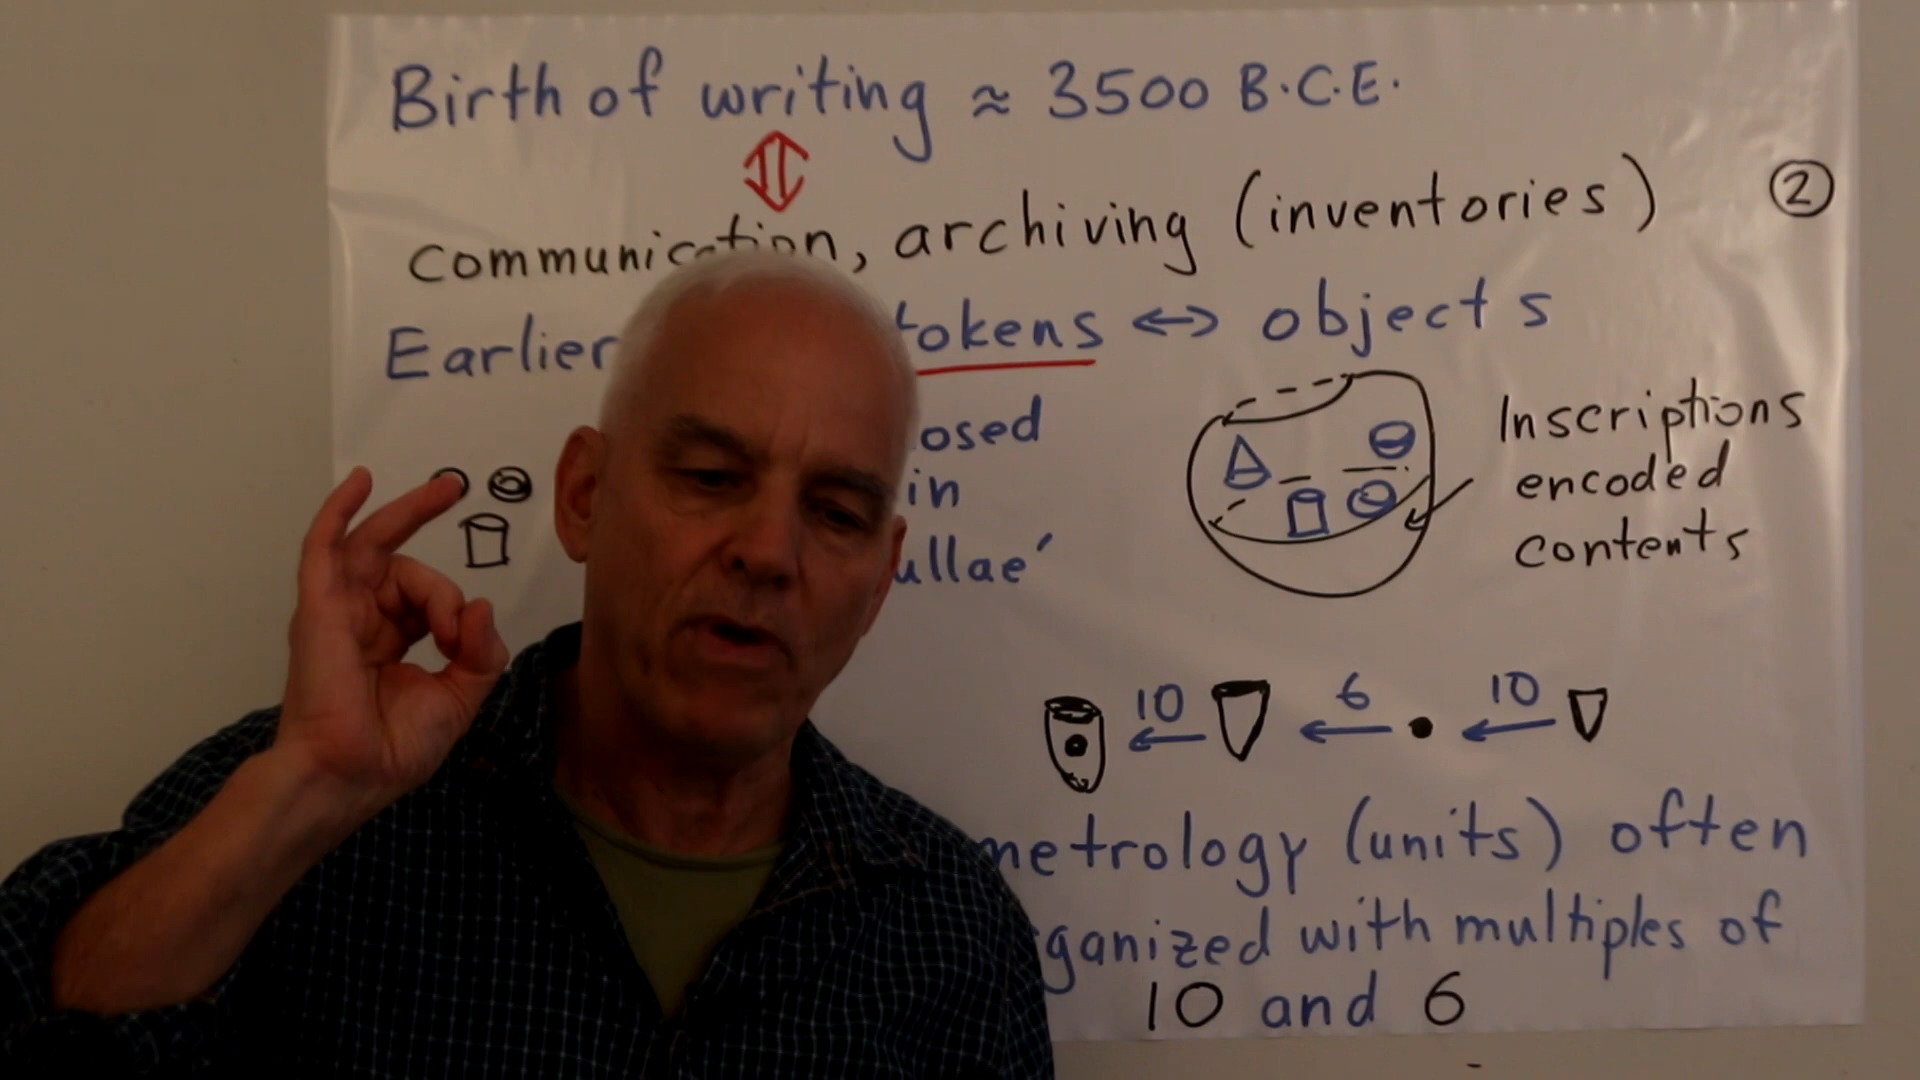 Birth of writing ≈ 3500 B.C.E.
communication, archiving (inventories)
②
Earlier tokens ↔ objects
osed
in
ullae'
Inscriptions
encoded
contents
10 6 10
metrology (units) often
ganized with multiples of
10 and 6